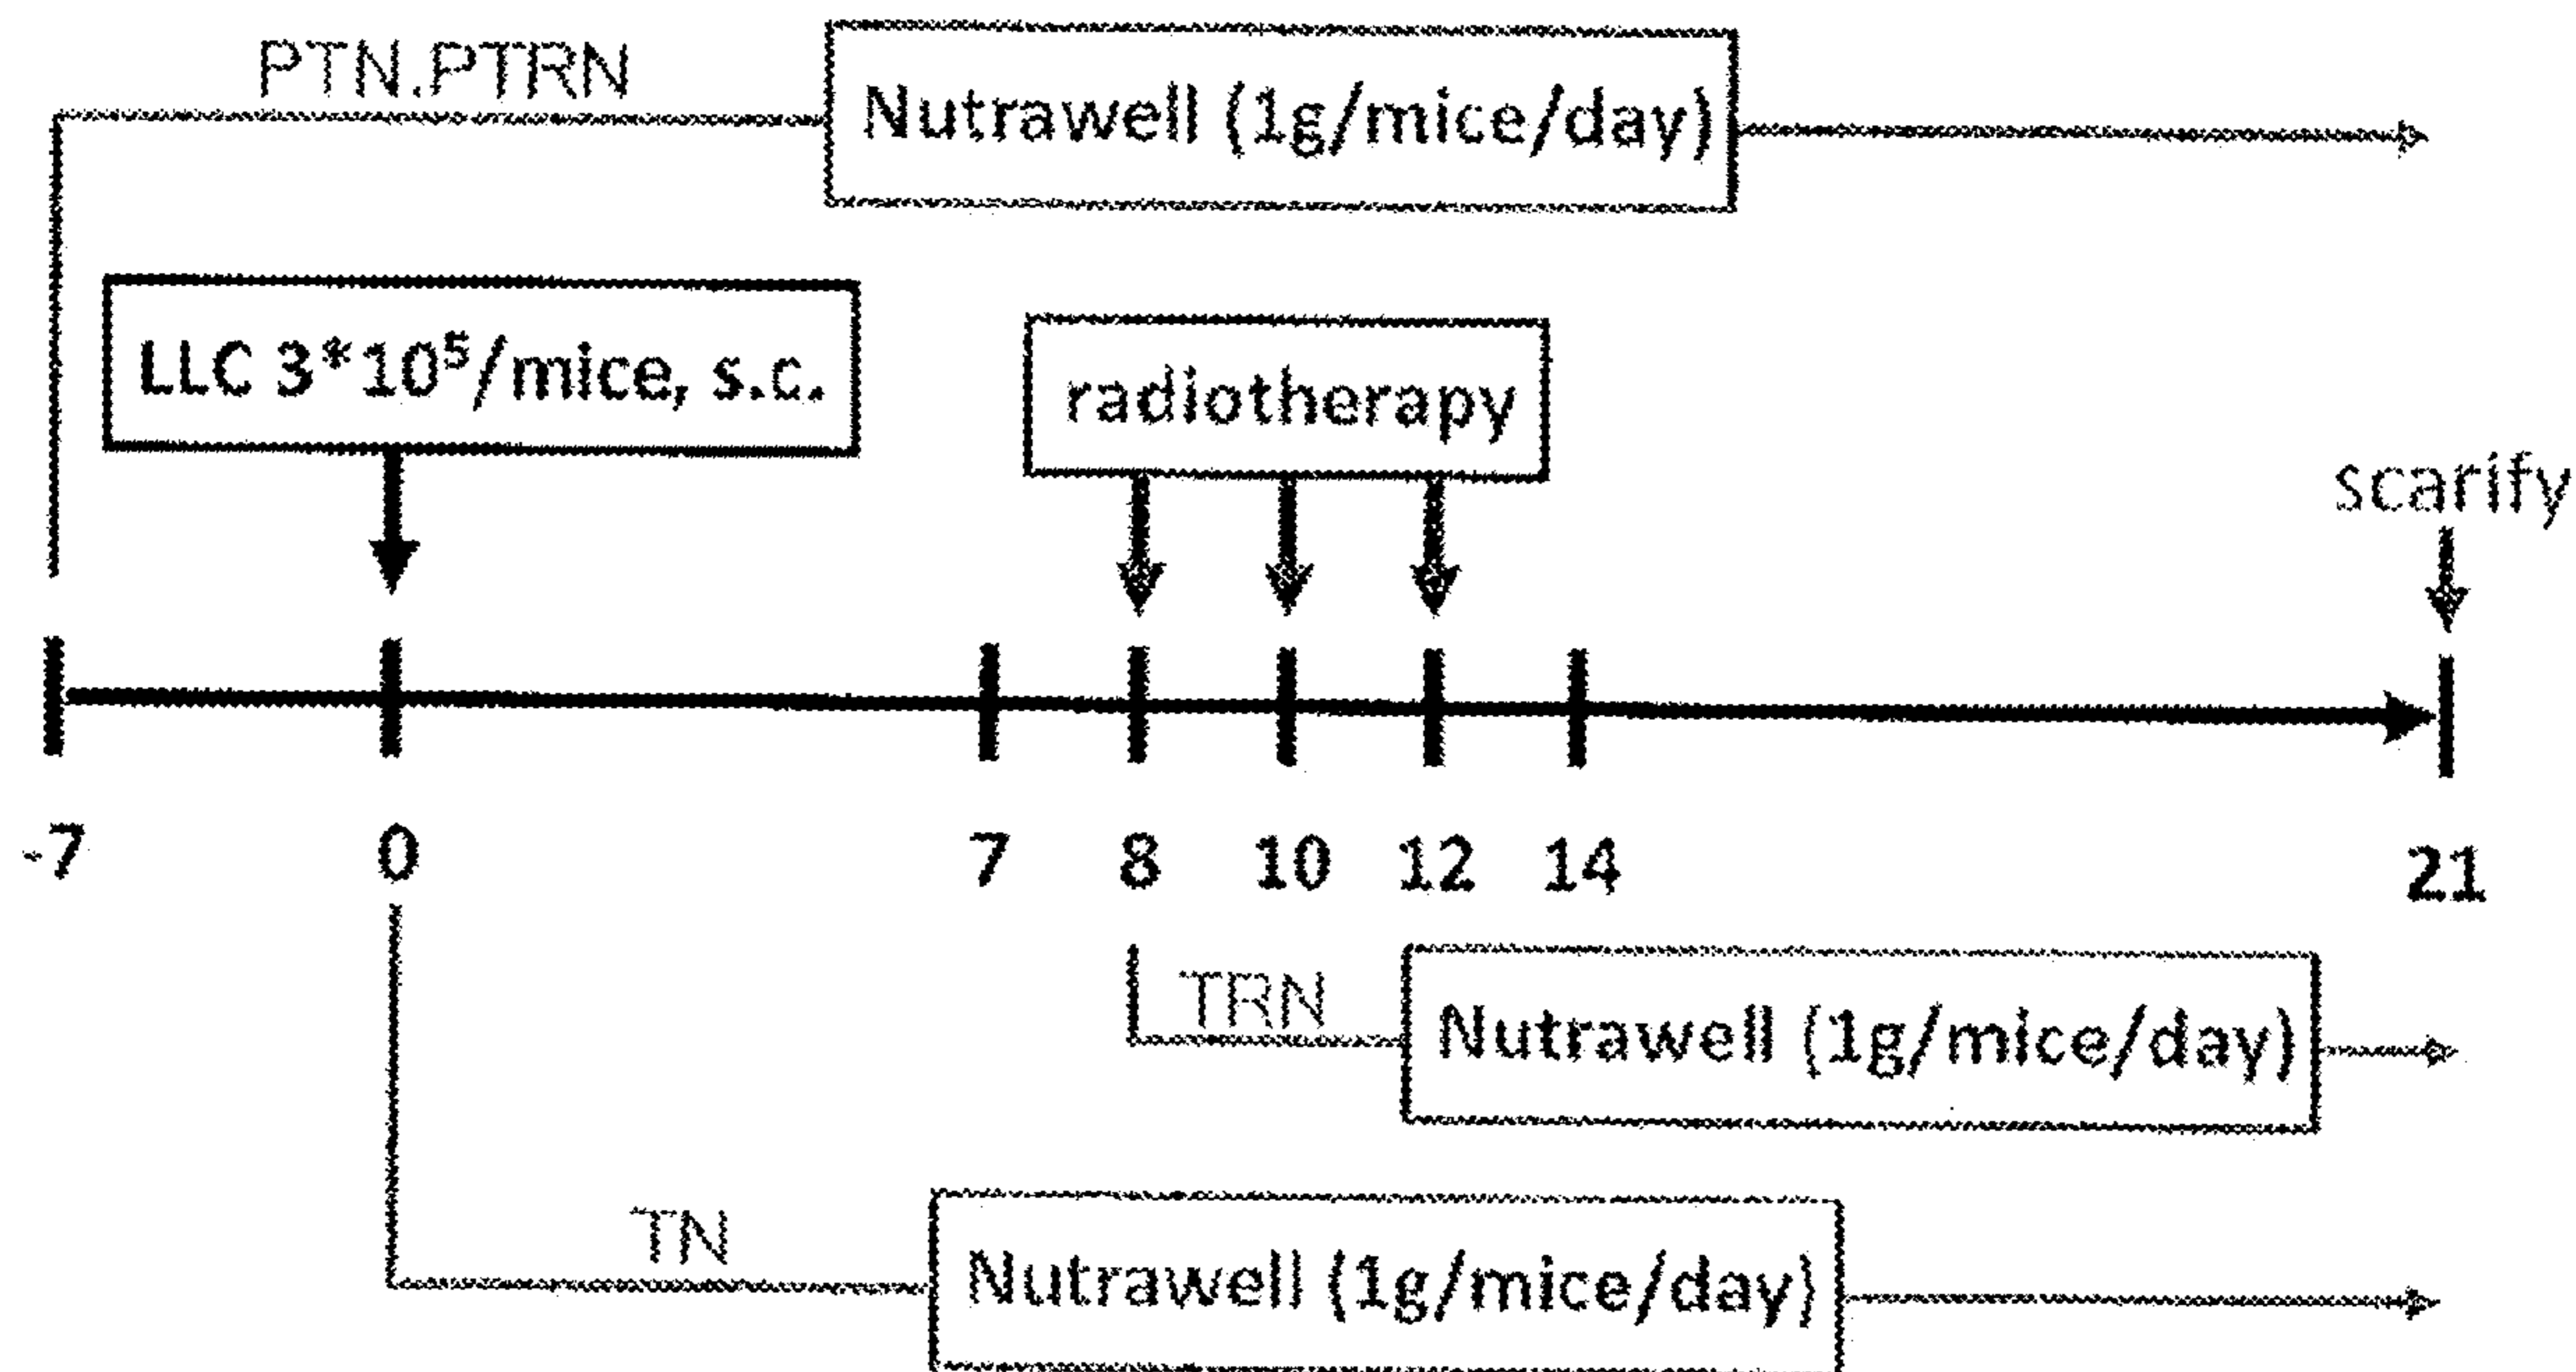 PTN.PTRN
Nutrawell (1g/mice/day)
LLC 3*10⁵/mice, s.c.
radiotherapy
scarify
-7 0 7 8 10 12 14 21
TRN
Nutrawell (1g/mice/day)
TN
Nutrawell (1g/mice/day)